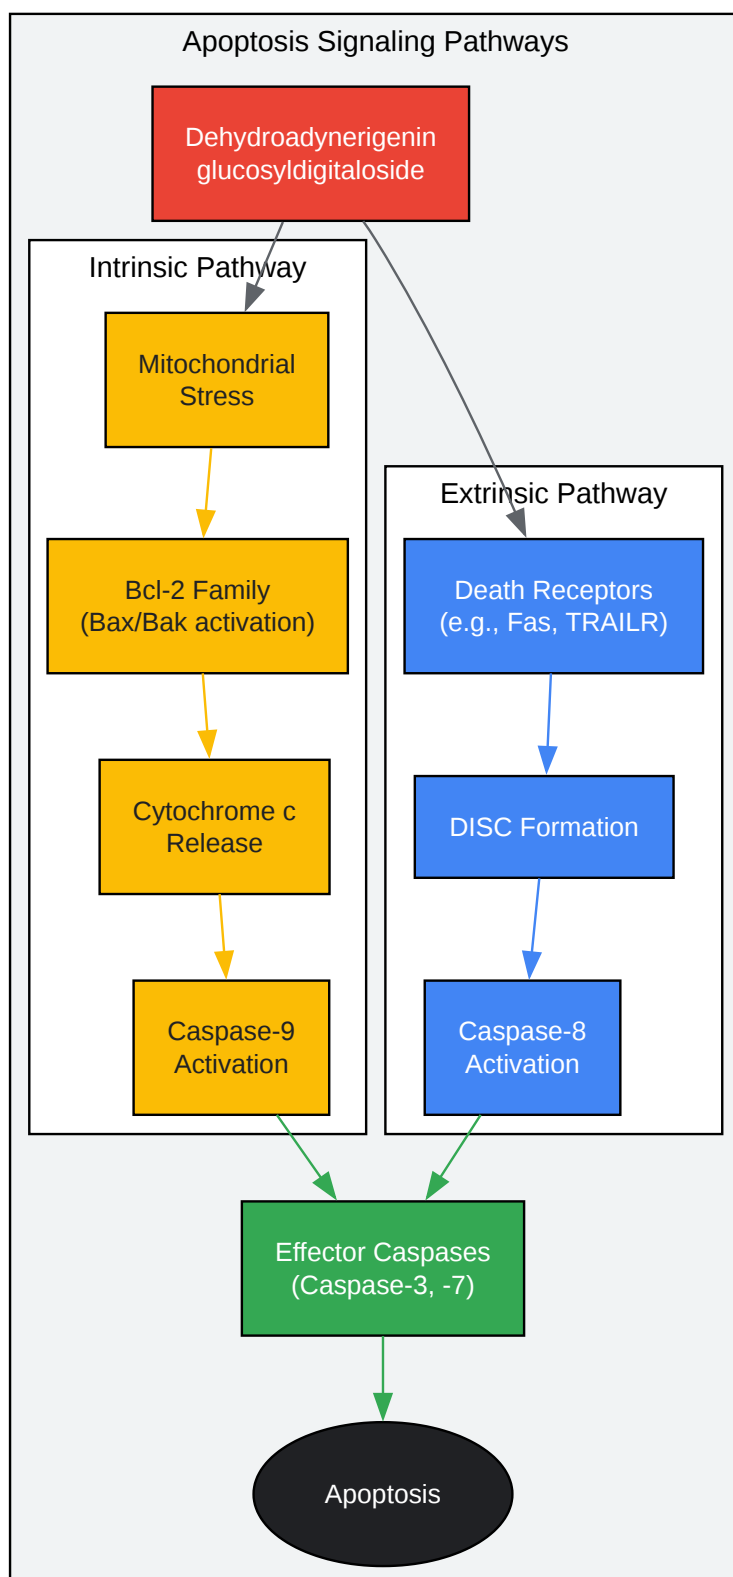 Apoptosis Signaling Pathways
Dehydroadynerigenin
glucosyldigitaloside
Intrinsic Pathway
Mitochondrial
Stress
Bcl-2 Family
(Bax/Bak activation)
Cytochrome c
Release
Caspase-9
Activation
Extrinsic Pathway
Death Receptors
(e.g., Fas, TRAILR)
DISC Formation
Caspase-8
Activation
Effector Caspases
(Caspase-3, -7)
Apoptosis